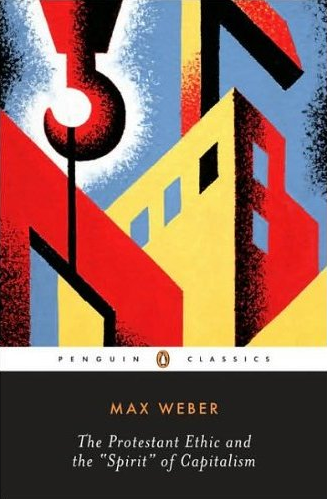 PENGUIN CLASSICS
MAX WEBER
The Protestant Ethic and
the "Spirit" of Capitalism